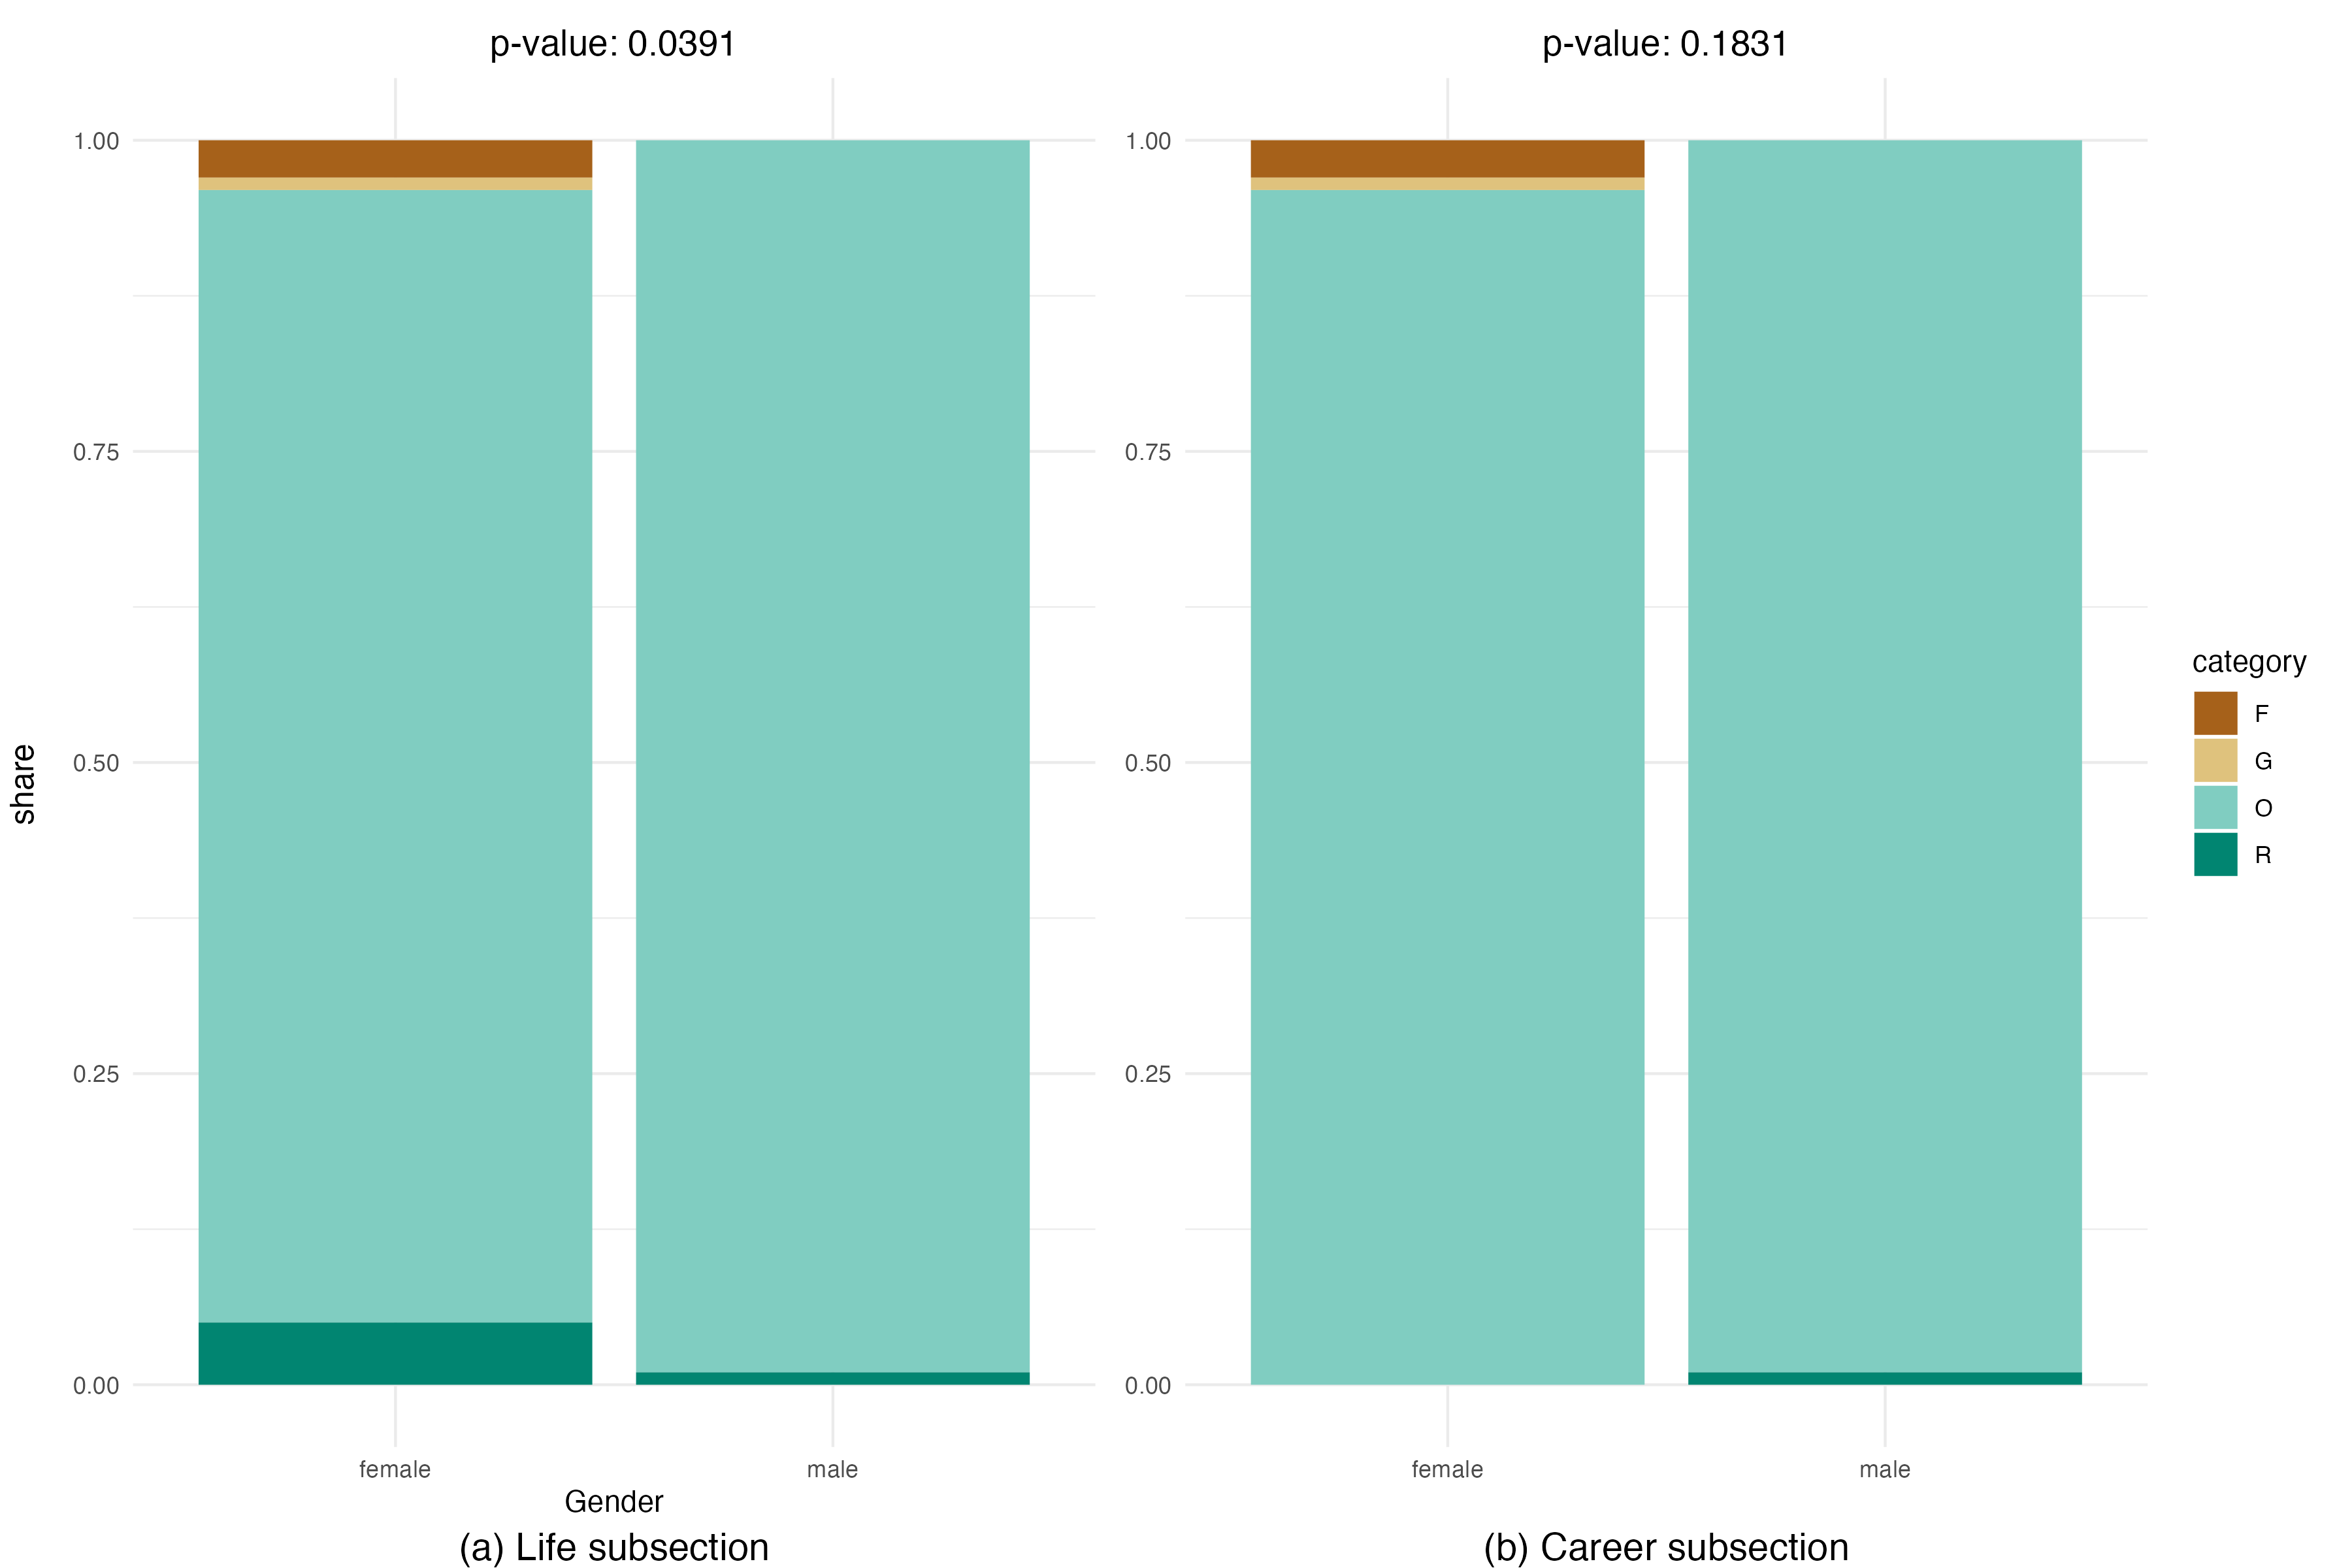 p-value: 0.0391
p-value: 0.1831
share
1.00
0.75
0.50
0.25
0.00
female
male
Gender
(a) Life subsection
1.00
0.75
0.50
0.25
0.00
female
male
(b) Career subsection
category
F
G
O
R